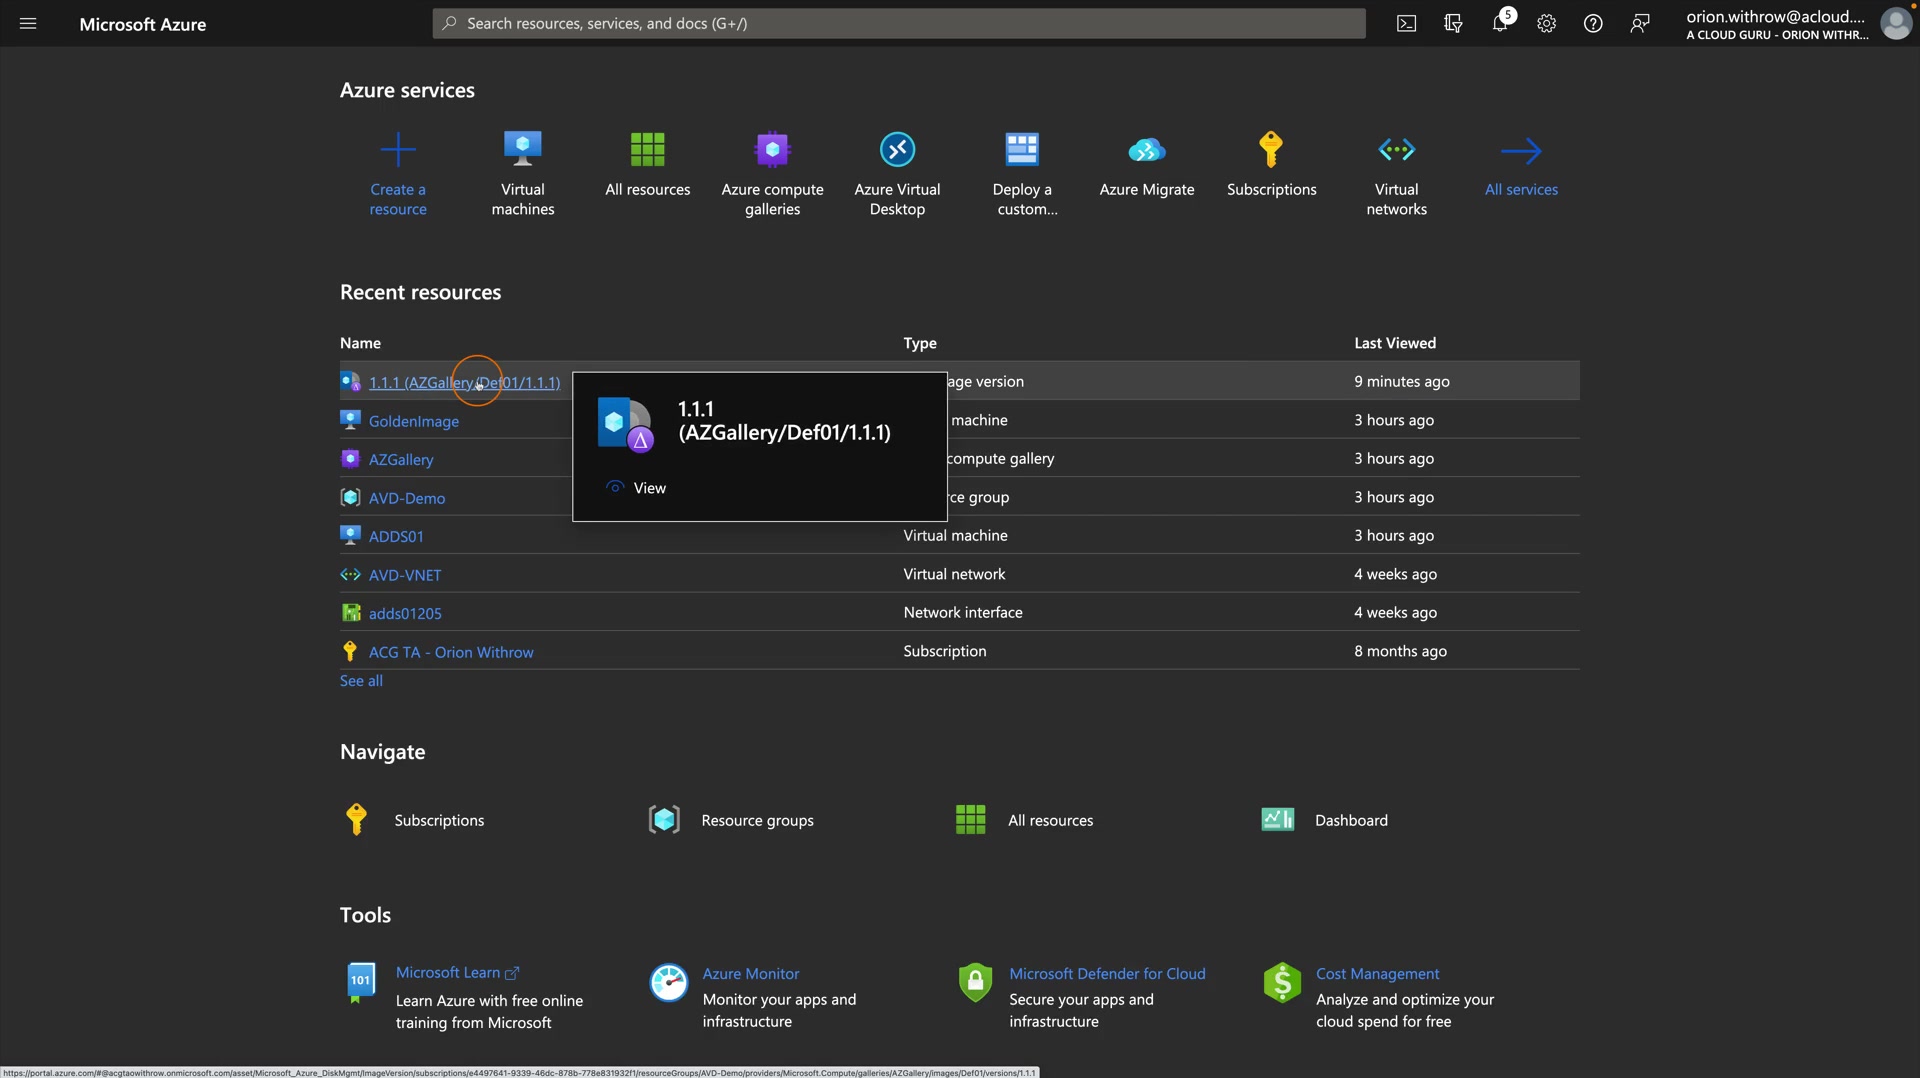 Microsoft Azure
Search resources, services, and docs (G+/)
5
orion.withrow@acloud....
A CLOUD GURU - ORION WITHR...
Azure services
Create a resource
Virtual machines
All resources
Azure compute galleries
Azure Virtual Desktop
Deploy a custom...
Azure Migrate
Subscriptions
Virtual networks
All services
Recent resources
Name Type Last Viewed
1.1.1 (AZGallery/Def01/1.1.1) age version 9 minutes ago
1.1.1
(AZGallery/Def01/1.1.1)
View
GoldenImage machine 3 hours ago
AZGallery compute gallery 3 hours ago
AVD-Demo rce group 3 hours ago
ADDS01 Virtual machine 3 hours ago
AVD-VNET Virtual network 4 weeks ago
adds01205 Network interface 4 weeks ago
ACG TA - Orion Withrow Subscription 8 months ago
See all
Navigate
Subscriptions
Resource groups
All resources
Dashboard
Tools
101
Microsoft Learn
Learn Azure with free online
training from Microsoft
Azure Monitor
Monitor your apps and
infrastructure
Microsoft Defender for Cloud
Secure your apps and
infrastructure
Cost Management
Analyze and optimize your
cloud spend for free
https://portal.azure.com/#@acgtaowithrow.onmicrosoft.com/asset/Microsoft_Azure_DiskMgmt/ImageVersion/subscriptions/e4497641-9339-46dc-878b-778e831932f1/resourceGroups/AVD-Demo/providers/Microsoft.Compute/galleries/AZGallery/images/Def01/versions/1.1.1